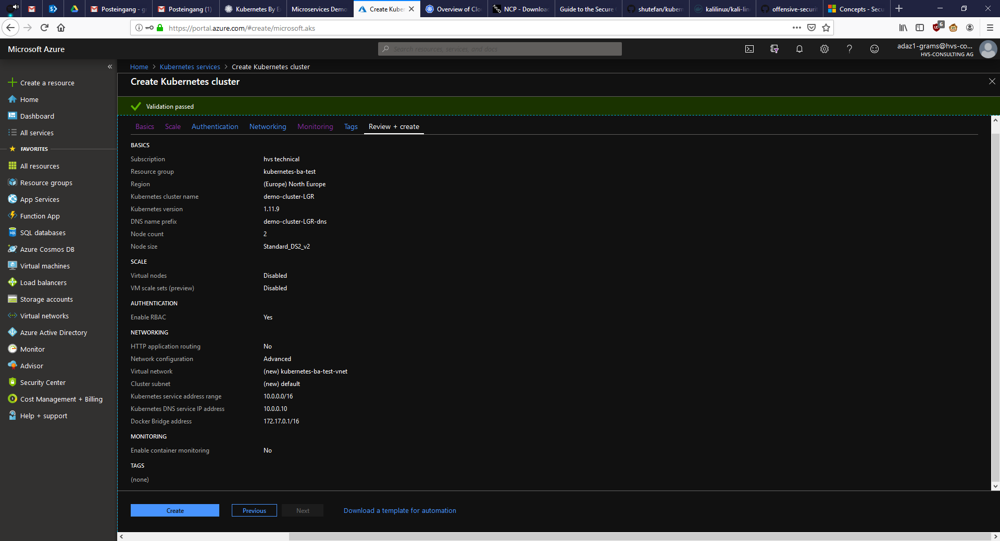 Posteingang - g
Posteingang (1)
Kubernetes By E
Microservices Demo
Create Kuber
Overview of Clo
NCP - Downloa
Guide to the Secure
shutefan/kubern
kalilinux/kali-lin
offensive-securi
Concepts - Secu
https://portal.azure.com/#create/microsoft.aks
6
Microsoft Azure
Search resources, services, and docs
adaz1-grams@hvs-co...
HVS-CONSULTING AG
Home > Kubernetes services > Create Kubernetes cluster
Create Kubernetes cluster
Validation passed
Create a resource
Home
Dashboard
All services
FAVORITES
All resources
Resource groups
App Services
Function App
SQL databases
Azure Cosmos DB
Virtual machines
Load balancers
Storage accounts
Virtual networks
Azure Active Directory
Monitor
Advisor
Security Center
Cost Management + Billing
Help + support
Basics Scale Authentication Networking Monitoring Tags Review + create
BASICS
Subscription hvs technical
Resource group kubernetes-ba-test
Region (Europe) North Europe
Kubernetes cluster name demo-cluster-LGR
Kubernetes version 1.11.9
DNS name prefix demo-cluster-LGR-dns
Node count 2
Node size Standard_DS2_v2
SCALE
Virtual nodes Disabled
VM scale sets (preview) Disabled
AUTHENTICATION
Enable RBAC Yes
NETWORKING
HTTP application routing No
Network configuration Advanced
Virtual network (new) kubernetes-ba-test-vnet
Cluster subnet (new) default
Kubernetes service address range 10.0.0.0/16
Kubernetes DNS service IP address 10.0.0.10
Docker Bridge address 172.17.0.1/16
MONITORING
Enable container monitoring No
TAGS
(none)
Create Previous Next Download a template for automation